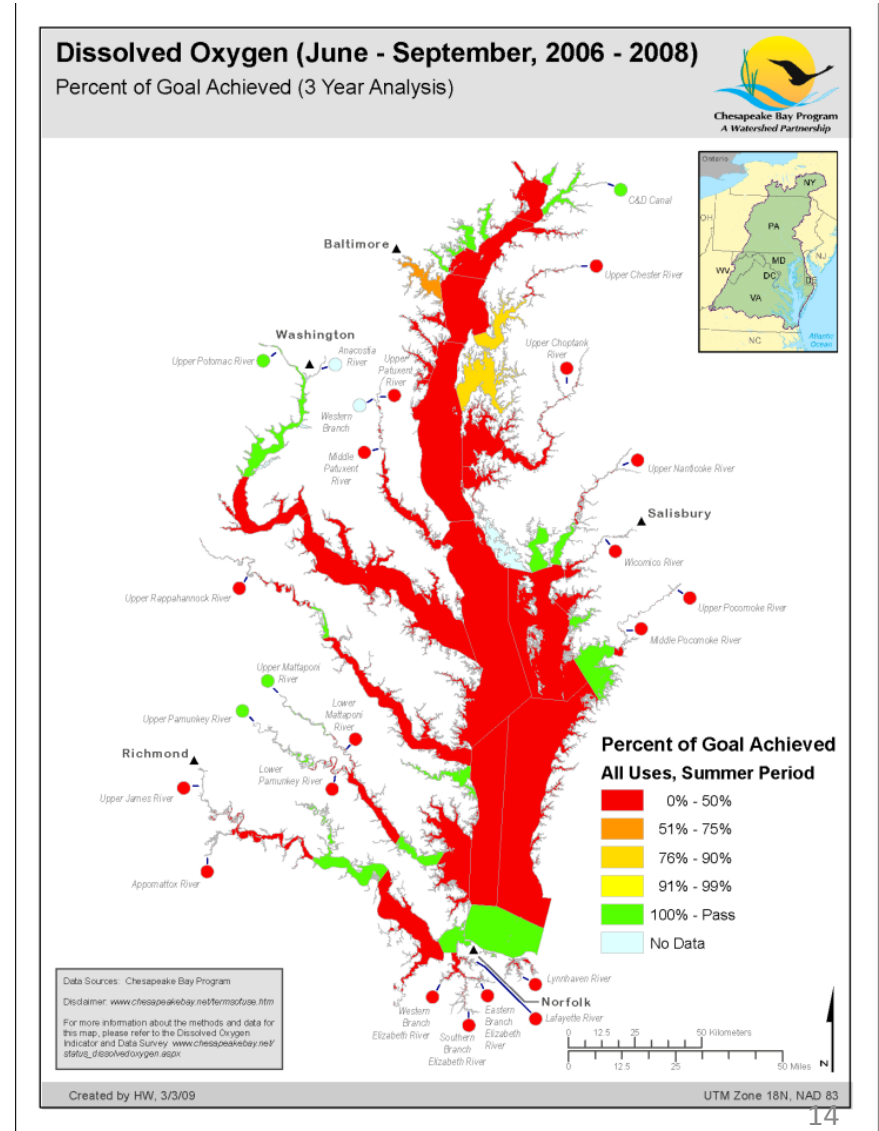 Dissolved Oxygen (June - September, 2006 - 2008)
Percent of Goal Achieved (3 Year Analysis)
Chesapeake Bay Program
A Watershed Partnership
Ontario
NY
OH
PA
NJ
MD
WV
DC
DE
VA
Atlantic
Ocean
NC
C&D Canal
Baltimore
Upper Chester River
Washington
Anacostia
River
Upper Potomac River
Upper
Patuxent
River
Upper Choptank
River
Western
Branch
Middle
Patuxent
River
Upper Nanticoke River
Salisbury
Wicomico River
Upper Rappahannock River
Upper Pocomoke River
Middle Pocomoke River
Upper Mattaponi
River
Upper Pamunkey River
Lower
Mattaponi
River
Richmond
Lower
Pamunkey River
Upper James River
Appomattox River
Percent of Goal Achieved
All Uses, Summer Period
0% - 50%
51% - 75%
76% - 90%
91% - 99%
100% - Pass
No Data
Lynnhaven River
Norfolk
Lafayette River
Western
Branch
Elizabeth River
Southern
Branch
Elizabeth River
Eastern
Branch
Elizabeth
River
Data Sources: Chesapeake Bay Program
Disclaimer: www.chesapeakebay.net/termsofuse.htm
For more information about the methods and data for
this map, please refer to the Dissolved Oxygen
Indicator and Data Survey www.chesapeakebay.net/
status_dissolvedoxygen.aspx
0 12.5 25 50 Kilometers
0 12.5 25 50 Miles
N
Created by HW, 3/3/09
UTM Zone 18N, NAD 83
14